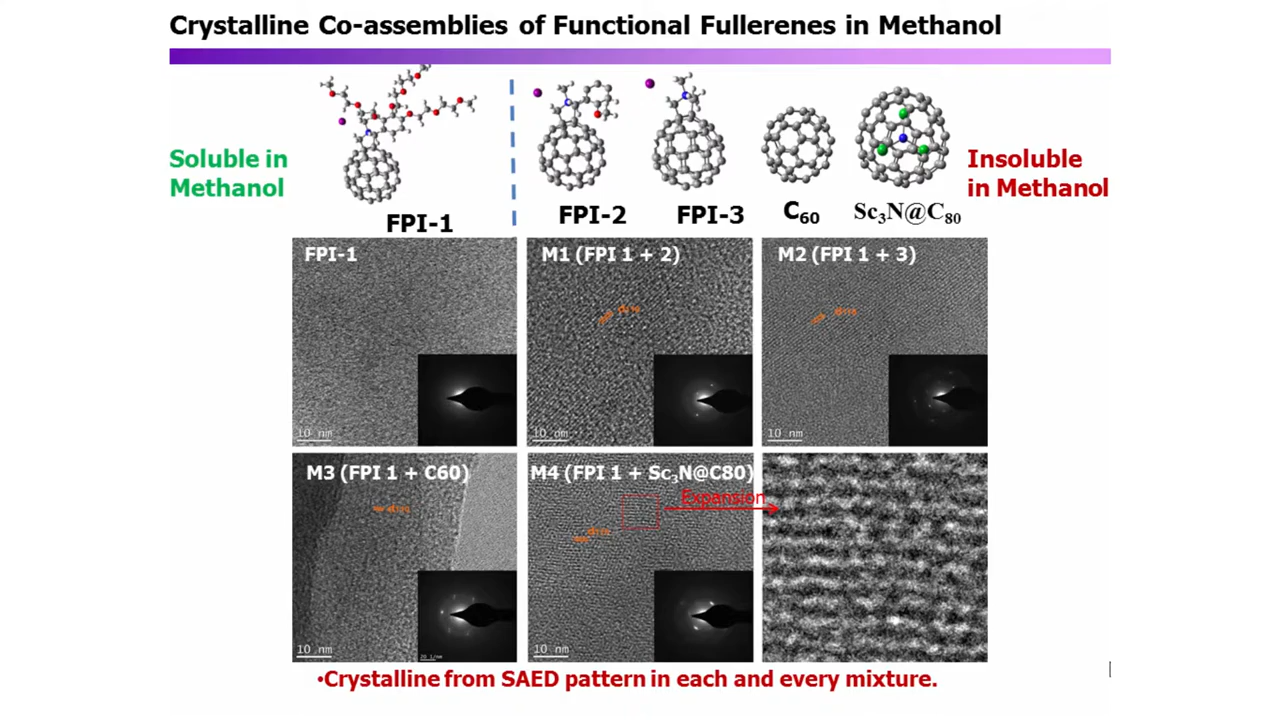 Crystalline Co-assemblies of Functional Fullerenes in Methanol
Soluble in
Methanol
Insoluble
in Methanol
FPI-1
FPI-2
FPI-3
C60
Sc3N@C80
FPI-1
M1 (FPI 1 + 2)
M2 (FPI 1 + 3)
10 nm
10 nm
10 nm
M3 (FPI 1 + C60)
M4 (FPI 1 + Sc3N@C80)
Expansion
10 nm
10 nm
•Crystalline from SAED pattern in each and every mixture.